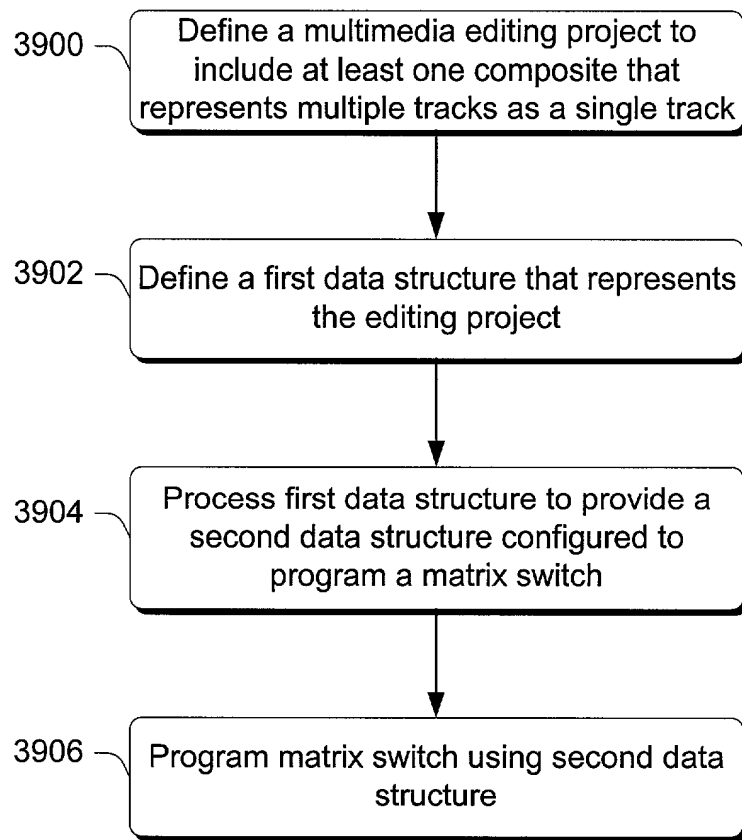 3900
Define a multimedia editing project to
include at least one composite that
represents multiple tracks as a single track
3902
Define a first data structure that represents
the editing project
3904
Process first data structure to provide a
second data structure configured to
program a matrix switch
3906
Program matrix switch using second data
structure